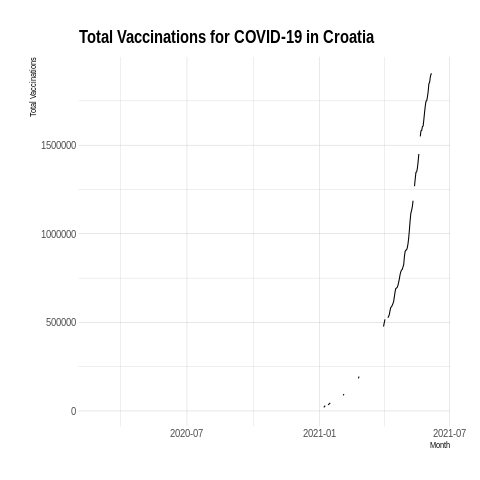 Total Vaccinations for COVID-19 in Croatia
Total Vaccinations
1500000
1000000
500000
0
2020-07
2021-01
2021-07
Month